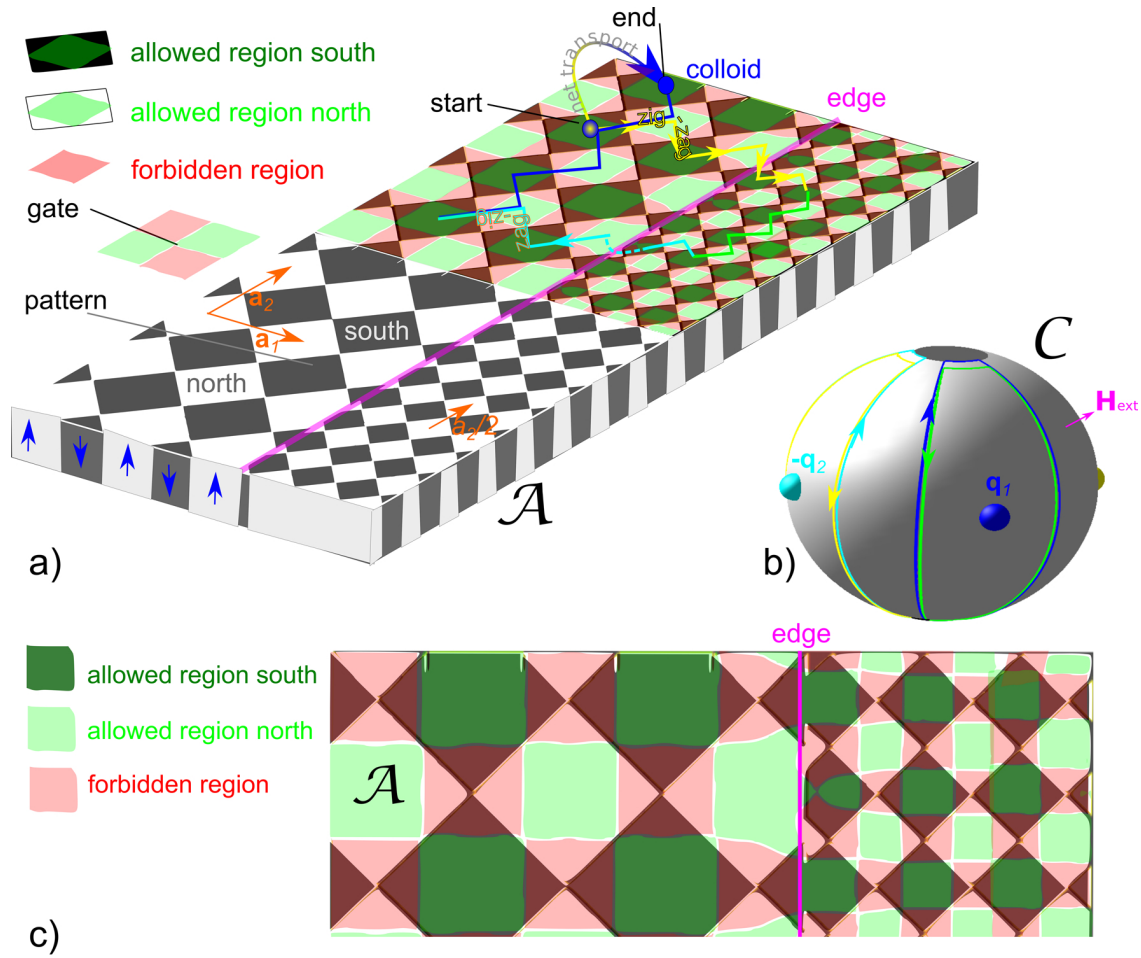 allowed region south
allowed region north
forbidden region
gate
pattern
start
end
net transport
colloid
edge
zig
-zag
zig-
zag
a₂
a₁
south
north
a₂/2
𝒜
a)
C
H_ext
-q₂
q₁
b)
edge
allowed region south
allowed region north
forbidden region
𝒜
c)